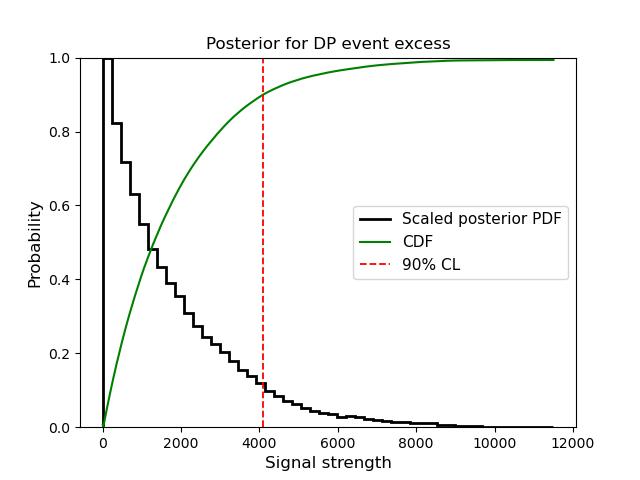 Posterior for DP event excess
1.0
0.8
0.6
0.4
0.2
0.0
Probability
Scaled posterior PDF
CDF
90% CL
0
2000
4000
6000
8000
10000
12000
Signal strength